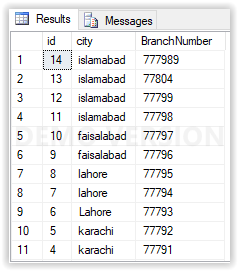 Results Messages
id city BranchNumber
1 14 islamabad 777989
2 13 islamabad 77804
3 12 islamabad 77799
4 11 islamabad 77798
5 10 faisalabad 77797
6 9 faisalabad 77796
7 8 lahore 77795
8 7 lahore 77794
9 6 Lahore 77793
10 5 karachi 77792
11 4 karachi 77791
DEMO VERSION